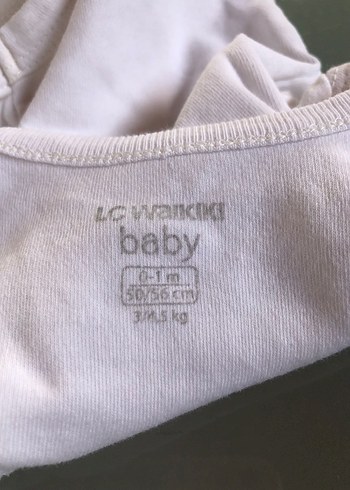 LC WAIKIKI
baby
0-1 m
50/56 cm
3/4,5 kg